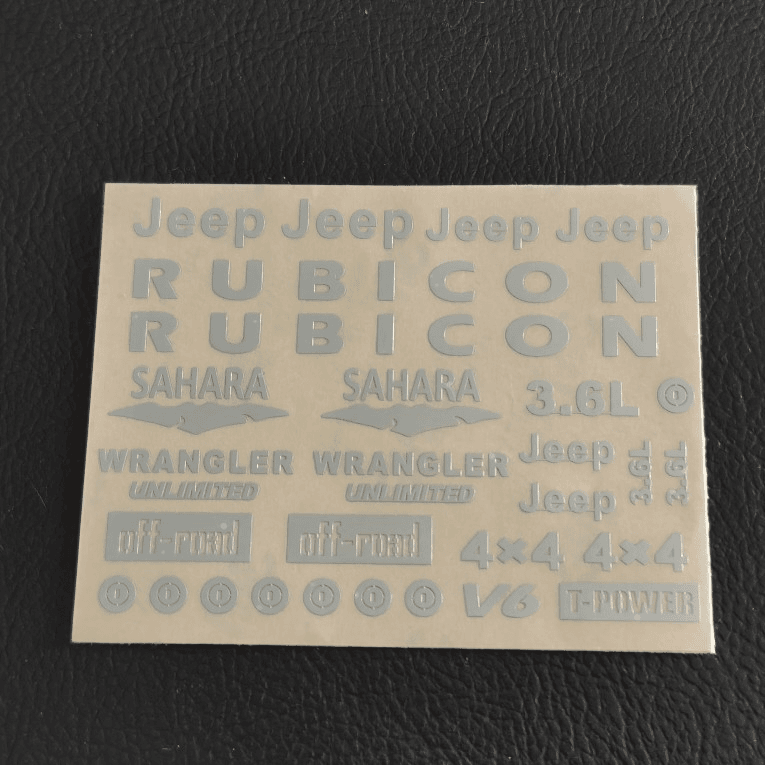 Jeep Jeep Jeep Jeep
RUBICON
RUBICON
SAHARA SAHARA 3.6L
WRANGLER WRANGLER Jeep 3.6L 3.6L
UNLIMITED UNLIMITED Jeep
off-road off-road 4×4 4×4
V6 T-POWER